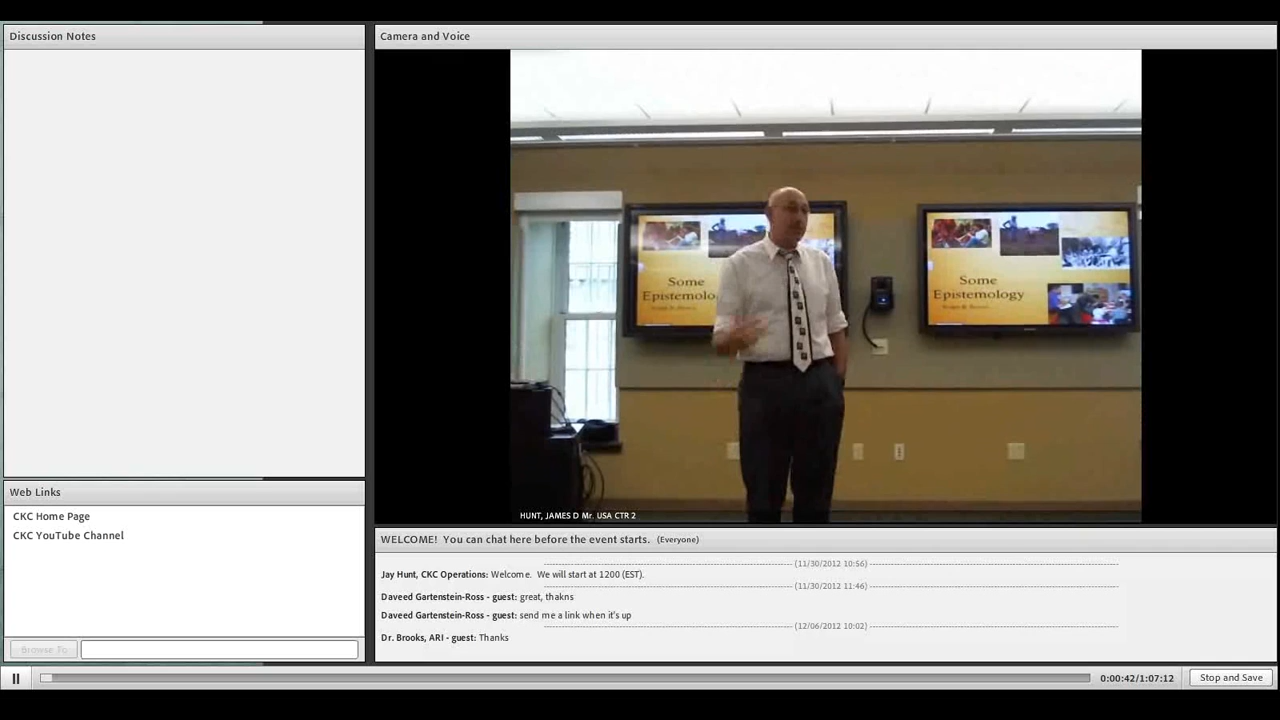 Discussion Notes
Camera and Voice
Some
Epistemolo
Some
Epistemology
HUNT, JAMES D Mr. USA CTR 2
Web Links
CKC Home Page
CKC YouTube Channel
Browse To
WELCOME!  You can chat here before the event starts.  (Everyone)
(11/30/2012 10:56)
Jay Hunt, CKC Operations: Welcome.  We will start at 1200 (EST).
(11/30/2012 11:46)
Daveed Gartenstein-Ross - guest: great, thakns
Daveed Gartenstein-Ross - guest: send me a link when it's up
(12/06/2012 10:02)
Dr. Brooks, ARI - guest: Thanks
0:00:42/1:07:12
Stop and Save